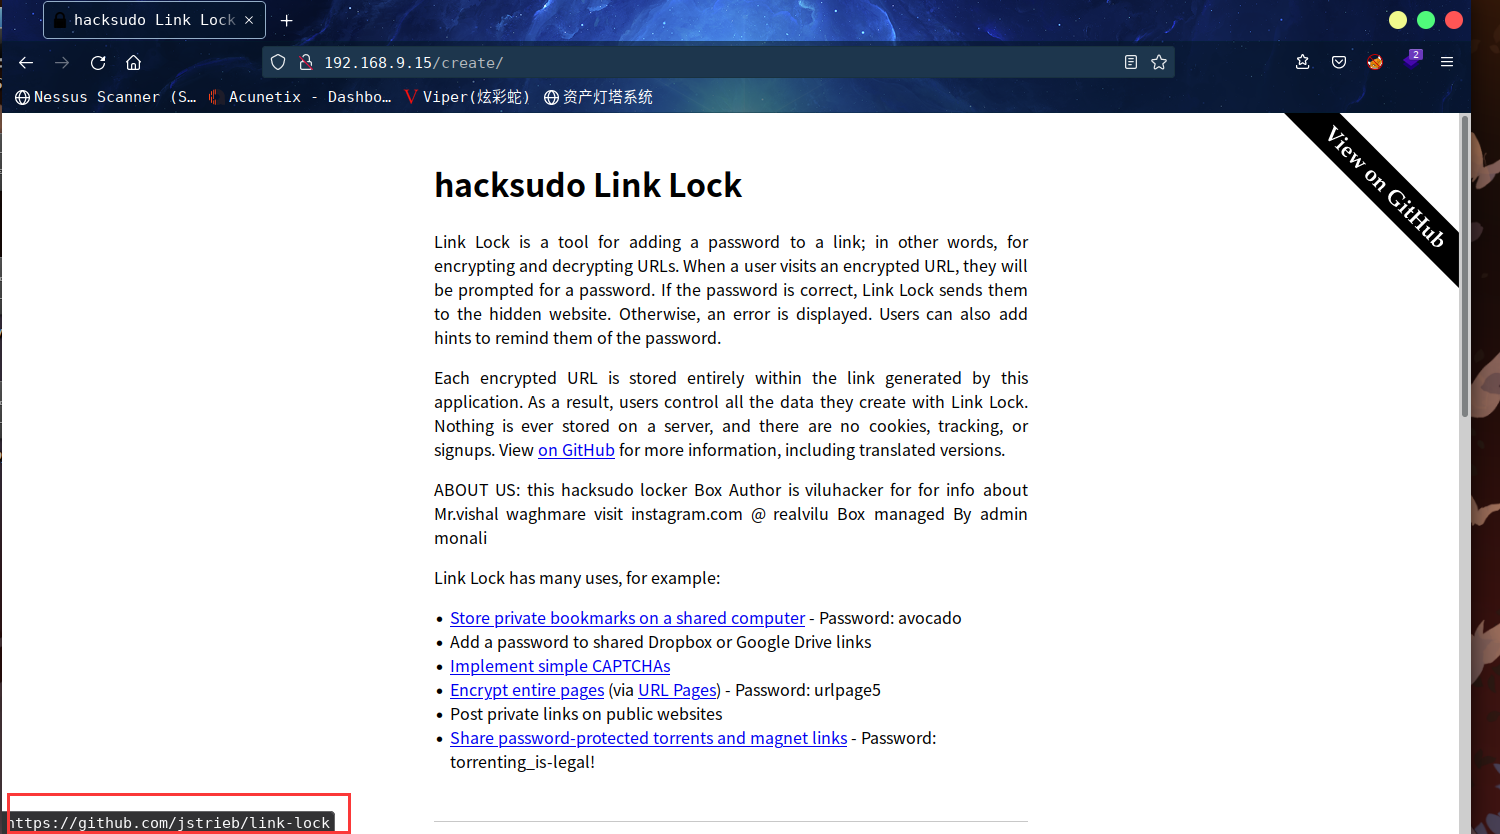 hacksudo Link Lock
192.168.9.15/create/
2
Nessus Scanner (S… Acunetix - Dashbo… Viper(炫彩蛇) 资产灯塔系统
View on GitHub
hacksudo Link Lock
Link Lock is a tool for adding a password to a link; in other words, for
encrypting and decrypting URLs. When a user visits an encrypted URL, they will
be prompted for a password. If the password is correct, Link Lock sends them
to the hidden website. Otherwise, an error is displayed. Users can also add
hints to remind them of the password.
Each encrypted URL is stored entirely within the link generated by this
application. As a result, users control all the data they create with Link Lock.
Nothing is ever stored on a server, and there are no cookies, tracking, or
signups. View on GitHub for more information, including translated versions.
ABOUT US: this hacksudo locker Box Author is viluhacker for for info about
Mr.vishal waghmare visit instagram.com @ realvilu Box managed By admin
monali
Link Lock has many uses, for example:
• Store private bookmarks on a shared computer - Password: avocado
• Add a password to shared Dropbox or Google Drive links
• Implement simple CAPTCHAs
• Encrypt entire pages (via URL Pages) - Password: urlpage5
• Post private links on public websites
• Share password-protected torrents and magnet links - Password:
torrenting_is-legal!
https://github.com/jstrieb/link-lock